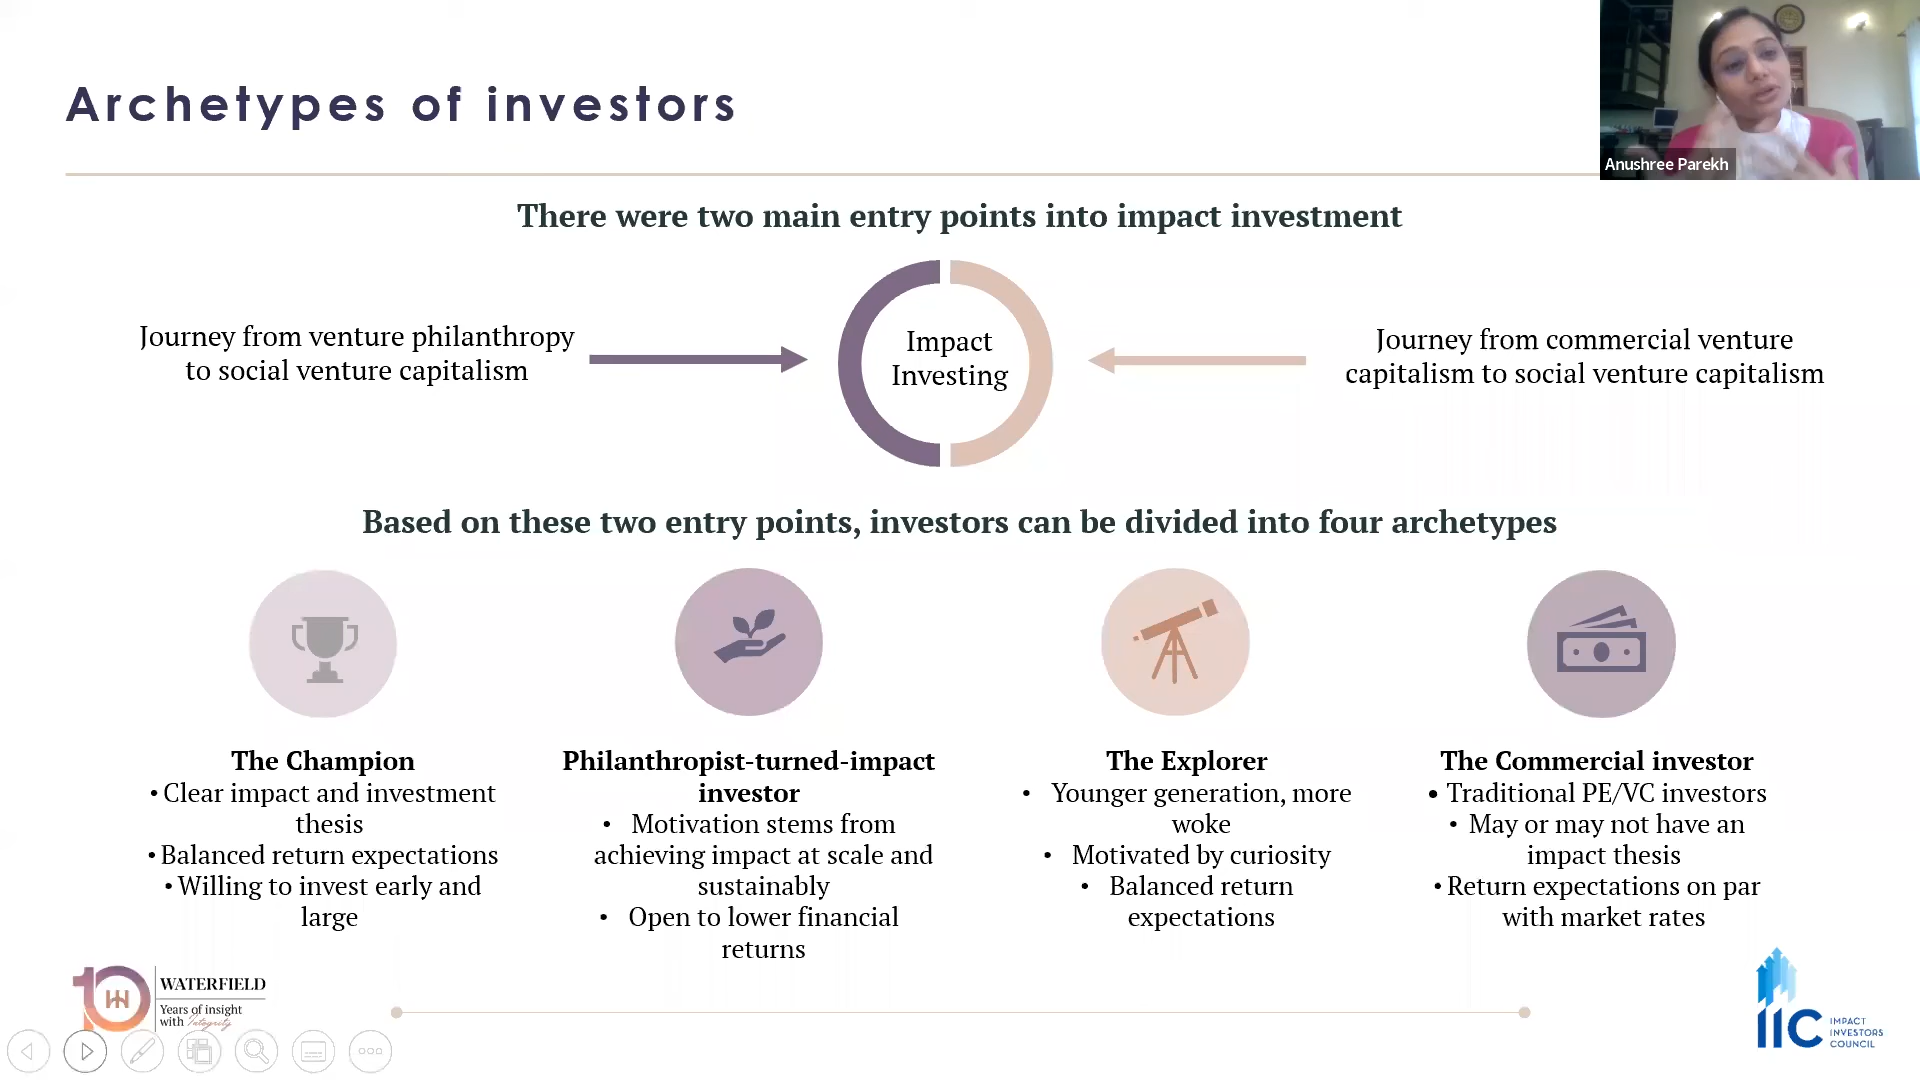 Archetypes of investors
Anushree Parekh
There were two main entry points into impact investment
Journey from venture philanthropy
to social venture capitalism
Impact
Investing
Journey from commercial venture
capitalism to social venture capitalism
Based on these two entry points, investors can be divided into four archetypes
The Champion
• Clear impact and investment
thesis
• Balanced return expectations
• Willing to invest early and
large
Philanthropist-turned-impact
investor
• Motivation stems from
achieving impact at scale and
sustainably
• Open to lower financial
returns
The Explorer
• Younger generation, more
woke
• Motivated by curiosity
• Balanced return
expectations
The Commercial investor
• Traditional PE/VC investors
• May or may not have an
impact thesis
• Return expectations on par
with market rates
10
WATERFIELD
Years of insight
with Integrity
IIC
IMPACT
INVESTORS
COUNCIL